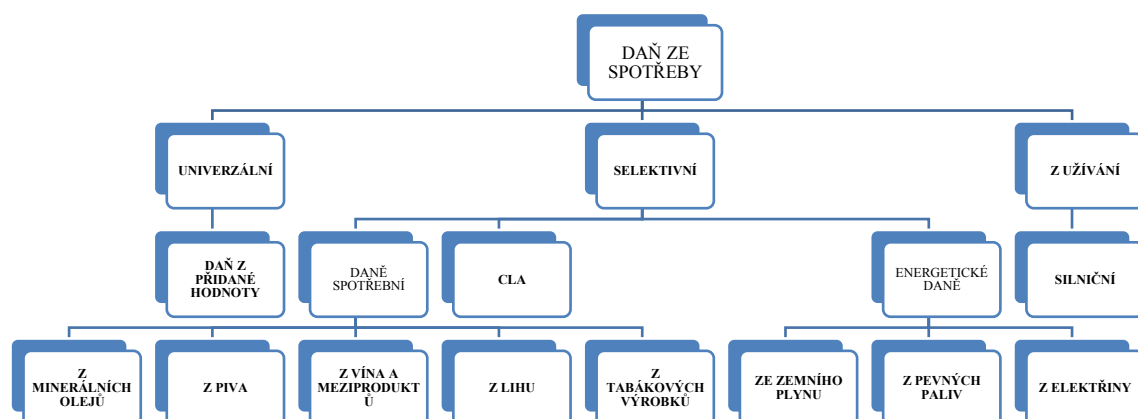 DAŇ ZE
SPOTŘEBY
UNIVERZÁLNÍ
SELEKTIVNÍ
Z UŽÍVÁNÍ
DAŇ Z
PŘIDANÉ
HODNOTY
DANĚ
SPOTŘEBNÍ
CLA
ENERGETICKÉ
DANĚ
SILNIČNÍ
Z
MINERÁLNÍCH
OLEJŮ
Z PIVA
Z VÍNA A
MEZIPRODUKT
Ů
Z LIHU
Z
TABÁKOVÝCH
VÝROBKŮ
ZE ZEMNÍHO
PLYNU
Z PEVNÝCH
PALIV
Z ELEKTŘINY